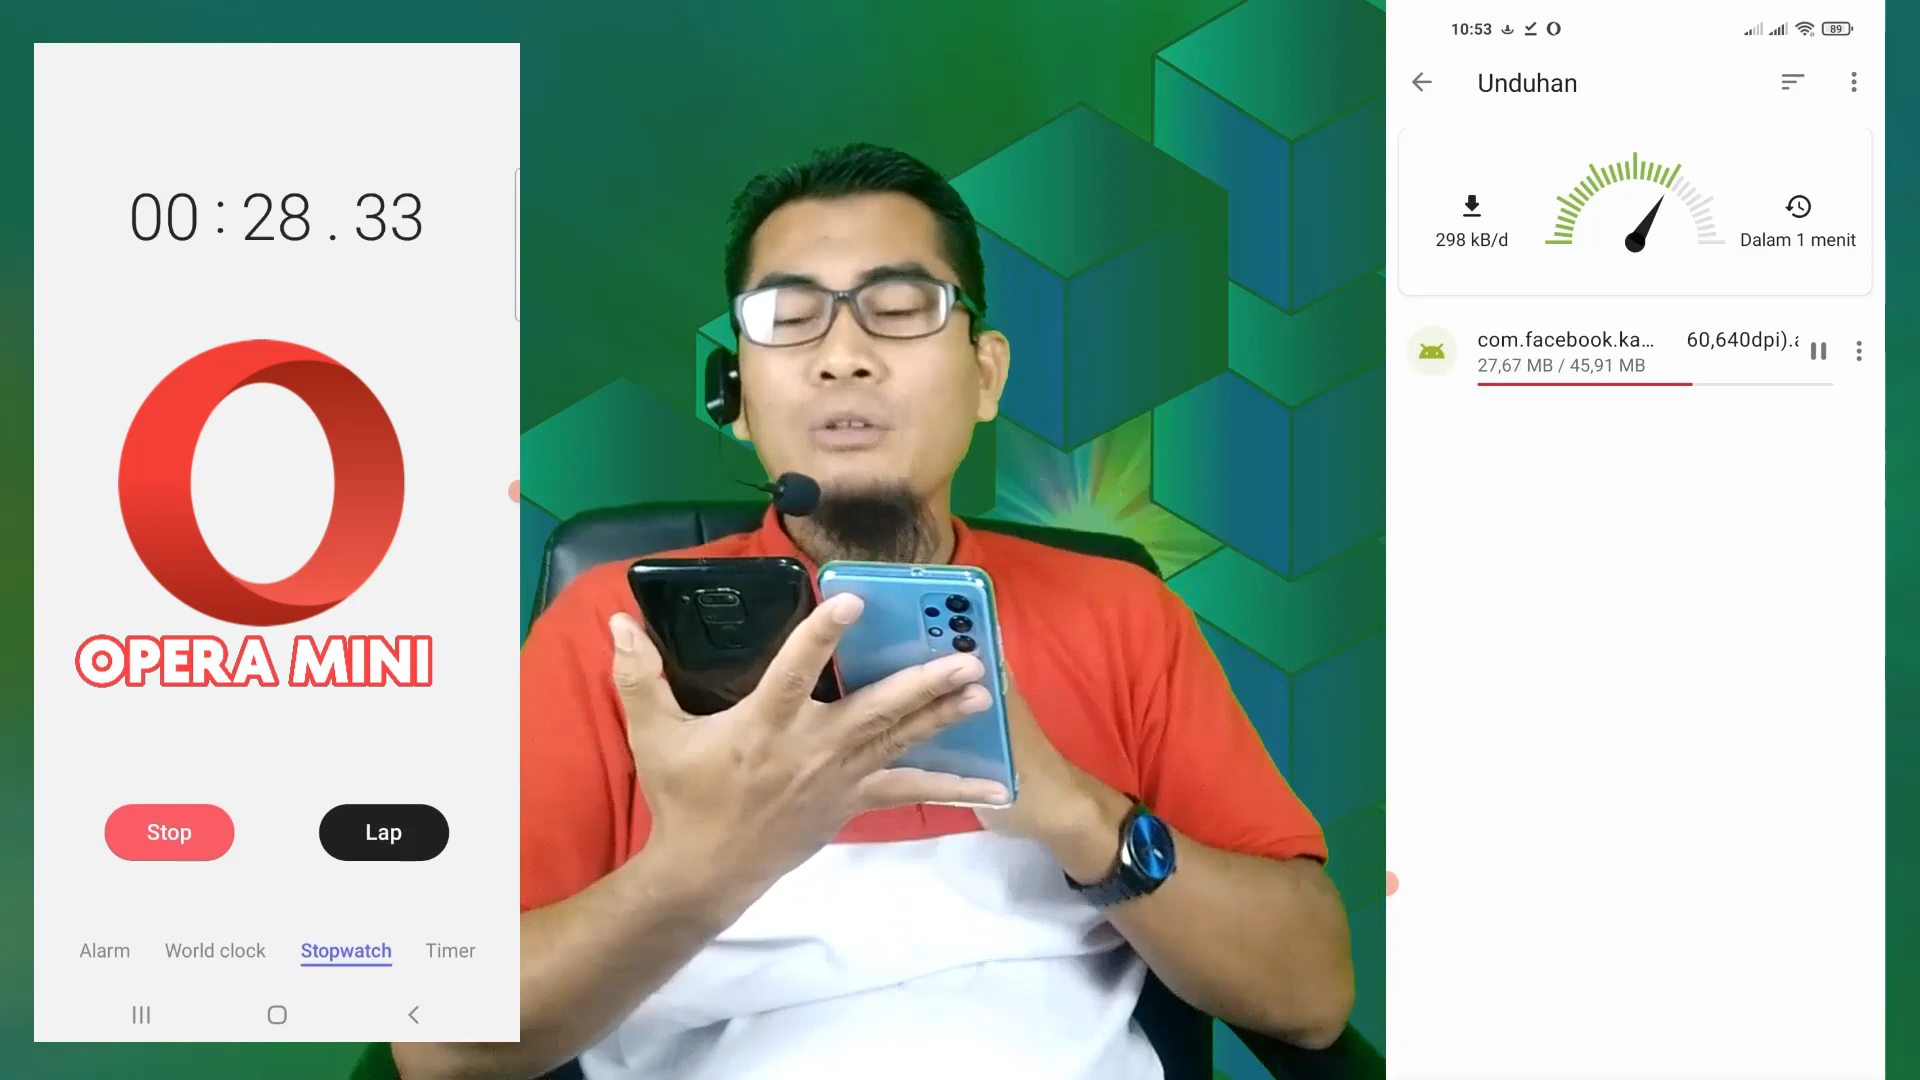 00 : 28 . 33
OPERA MINI
Stop
Lap
Alarm
World clock
Stopwatch
Timer
10:53
89
Unduhan
298 kB/d
Dalam 1 menit
com.facebook.ka... 60,640dpi).a
27,67 MB / 45,91 MB